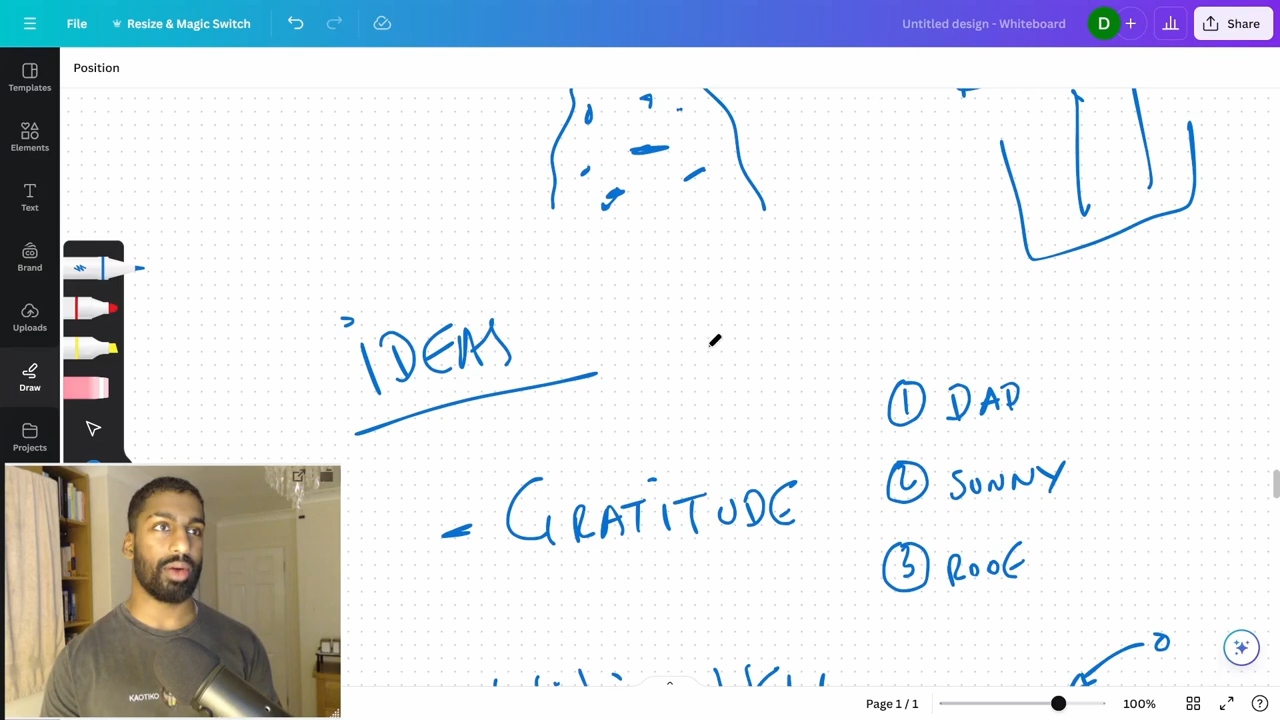 File
Resize & Magic Switch
Untitled design - Whiteboard
D
Share
Position
Templates
Elements
Text
Brand
Uploads
Draw
Projects
IDEAS
① DAD
② SUNNY
- GRATITUDE
③ ROOF
KAOTIKO
Page 1 / 1
100%